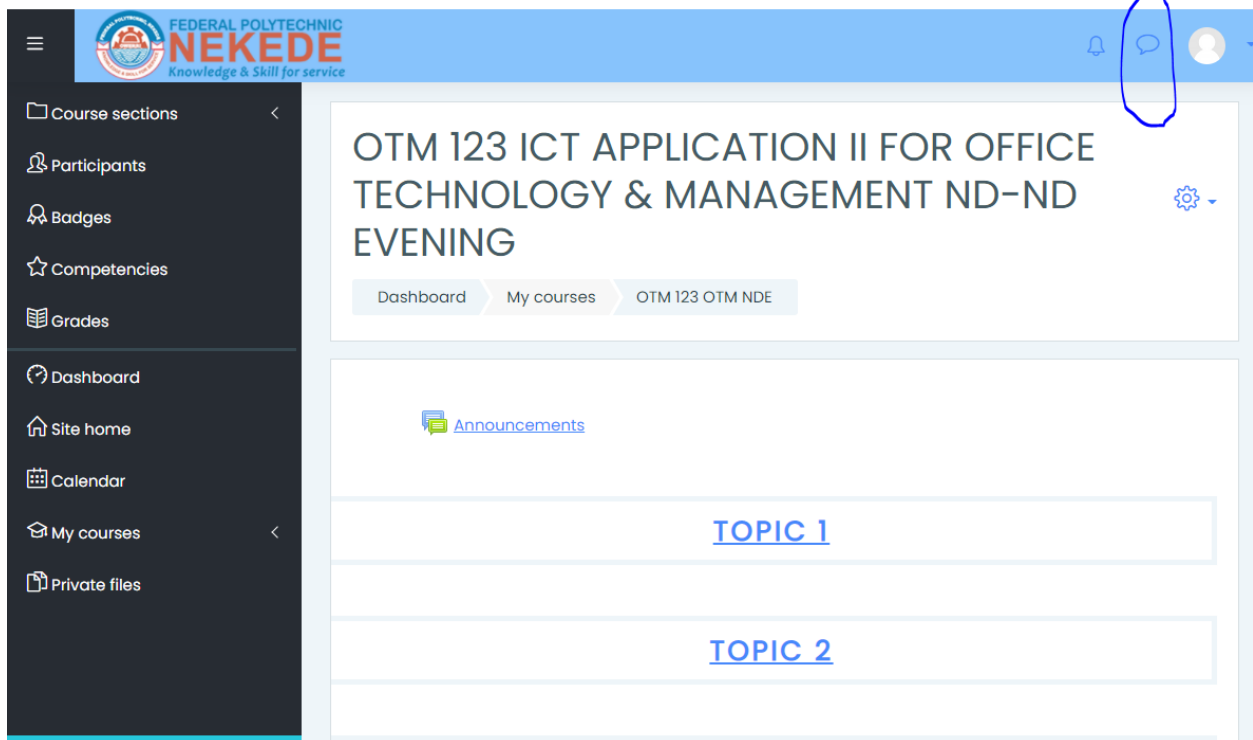 FEDERAL POLYTECHNIC
NEKEDE
Knowledge & Skill for service
Course sections
Participants
Badges
Competencies
Grades
Dashboard
Site home
Calendar
My courses
Private files
OTM 123 ICT APPLICATION II FOR OFFICE
TECHNOLOGY & MANAGEMENT ND-ND
EVENING
Dashboard My courses OTM 123 OTM NDE
Announcements
TOPIC 1
TOPIC 2